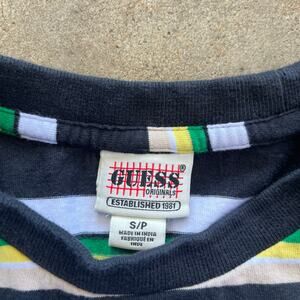 GUESS®
ORIGINALS
ESTABLISHED 1981
S/P
MADE IN INDIA
FABRIQUÉ EN
INDE